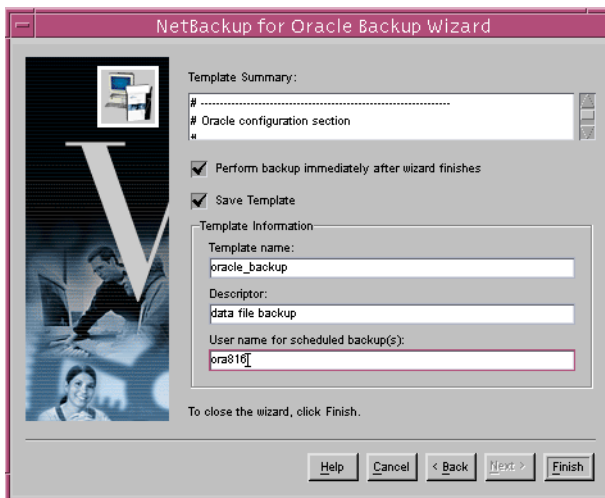 NetBackup for Oracle Backup Wizard
Template Summary:
# ----------------------------------------------------------------
# Oracle configuration section
#
Perform backup immediately after wizard finishes
Save Template
Template Information
Template name:
oracle_backup
Descriptor:
data file backup
User name for scheduled backup(s):
ora816
To close the wizard, click Finish.
Help Cancel < Back Next > Finish
V